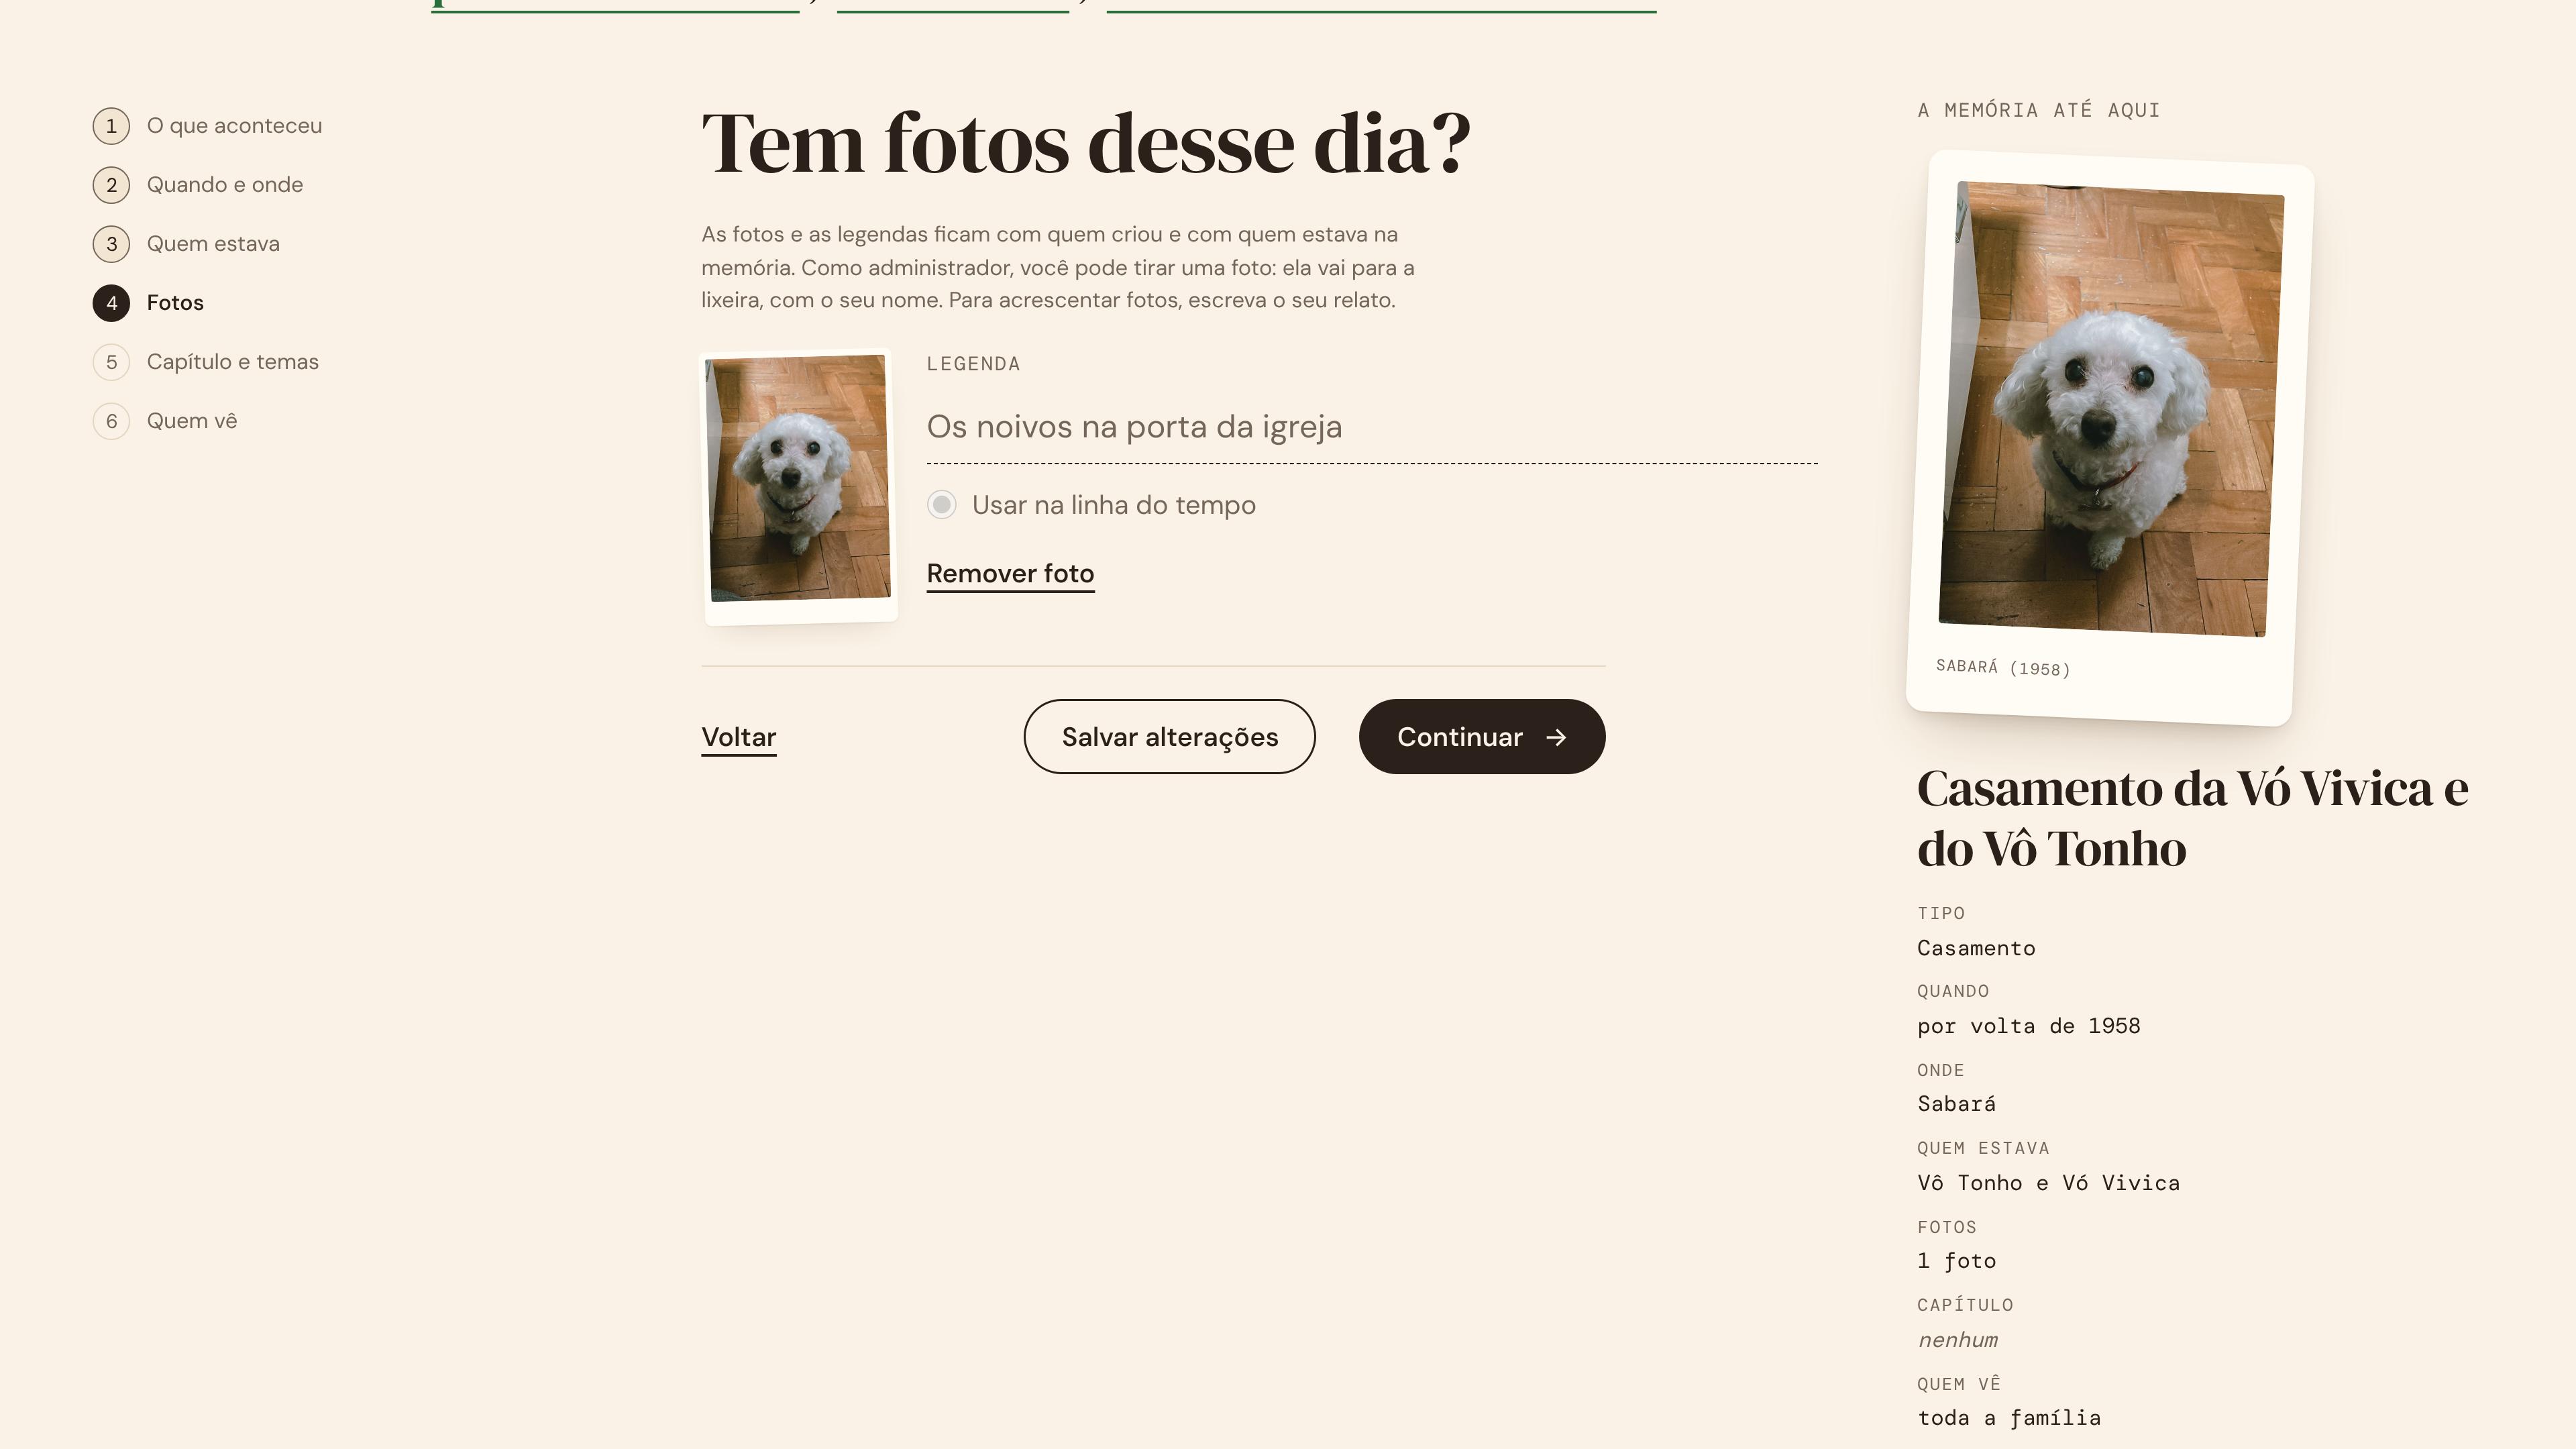 1 O que aconteceu
2 Quando e onde
3 Quem estava
4 Fotos
5 Capítulo e temas
6 Quem vê
Tem fotos desse dia?
As fotos e as legendas ficam com quem criou e com quem estava na
memória. Como administrador, você pode tirar uma foto: ela vai para a
lixeira, com o seu nome. Para acrescentar fotos, escreva o seu relato.
LEGENDA
Os noivos na porta da igreja
Usar na linha do tempo
Remover foto
Voltar
Salvar alterações
Continuar →
A MEMÓRIA ATÉ AQUI
SABARÁ (1958)
Casamento da Vó Vivica e
do Vô Tonho
TIPO
Casamento
QUANDO
por volta de 1958
ONDE
Sabará
QUEM ESTAVA
Vô Tonho e Vó Vivica
FOTOS
1 foto
CAPÍTULO
nenhum
QUEM VÊ
toda a família